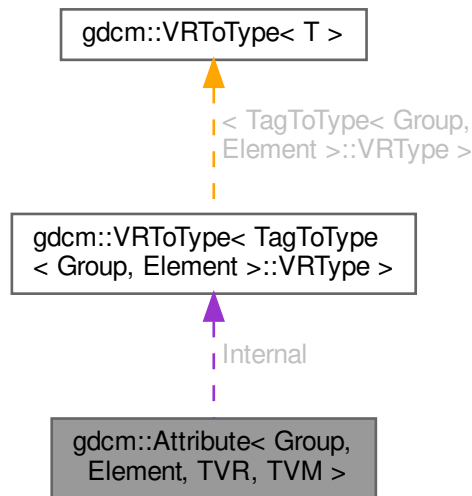 gdcm::VRToType< T >
< TagToType< Group,
Element >::VRType >
gdcm::VRToType< TagToType
< Group, Element >::VRType >
Internal
gdcm::Attribute< Group,
Element, TVR, TVM >